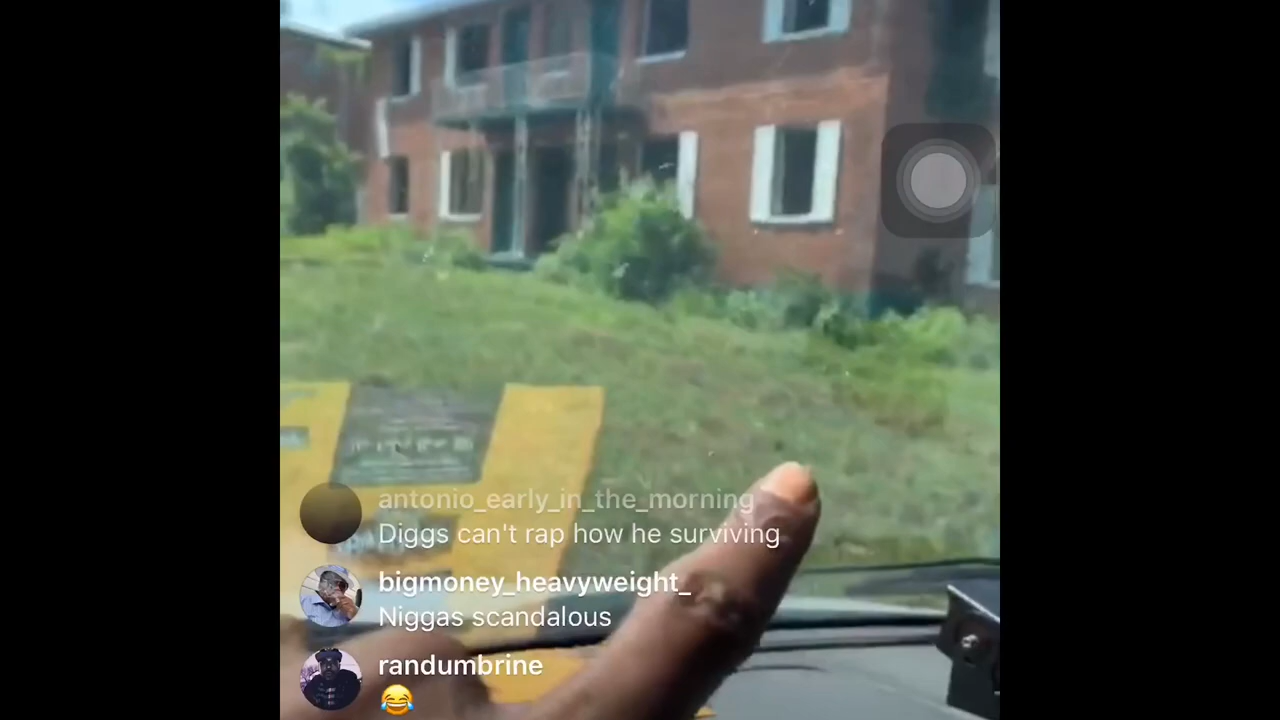 antonio_early_in_the_morning
Diggs can't rap how he surviving
bigmoney_heavyweight_
Niggas scandalous
randumbrine
😂